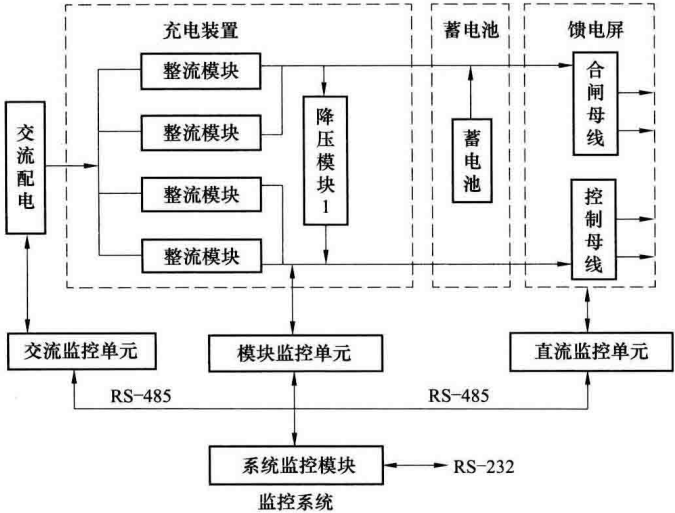 充电装置
蓄电池
馈电屏
整流模块
整流模块
整流模块
整流模块
交流配电
降压模块1
蓄电池
合闸母线
控制母线
交流监控单元
模块监控单元
直流监控单元
RS-485
RS-485
系统监控模块
RS-232
监控系统